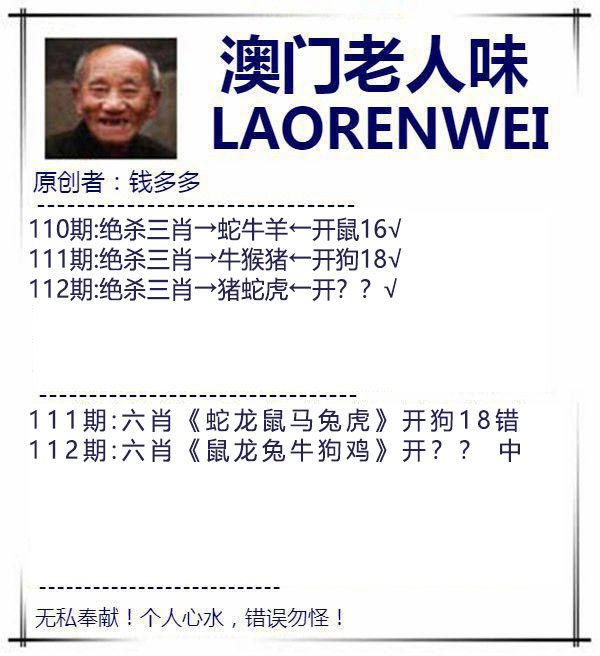 澳门老人味
LAORENWEI
原创者：钱多多
---------------------------------
110期:绝杀三肖→蛇牛羊←开鼠16√
111期:绝杀三肖→牛猴猪←开狗18√
112期:绝杀三肖→猪蛇虎←开？？√
---------------------------------
111期:六肖《蛇龙鼠马兔虎》开狗18错
112期:六肖《鼠龙兔牛狗鸡》开？？ 中
---------------------------
无私奉献！个人心水，错误勿怪！